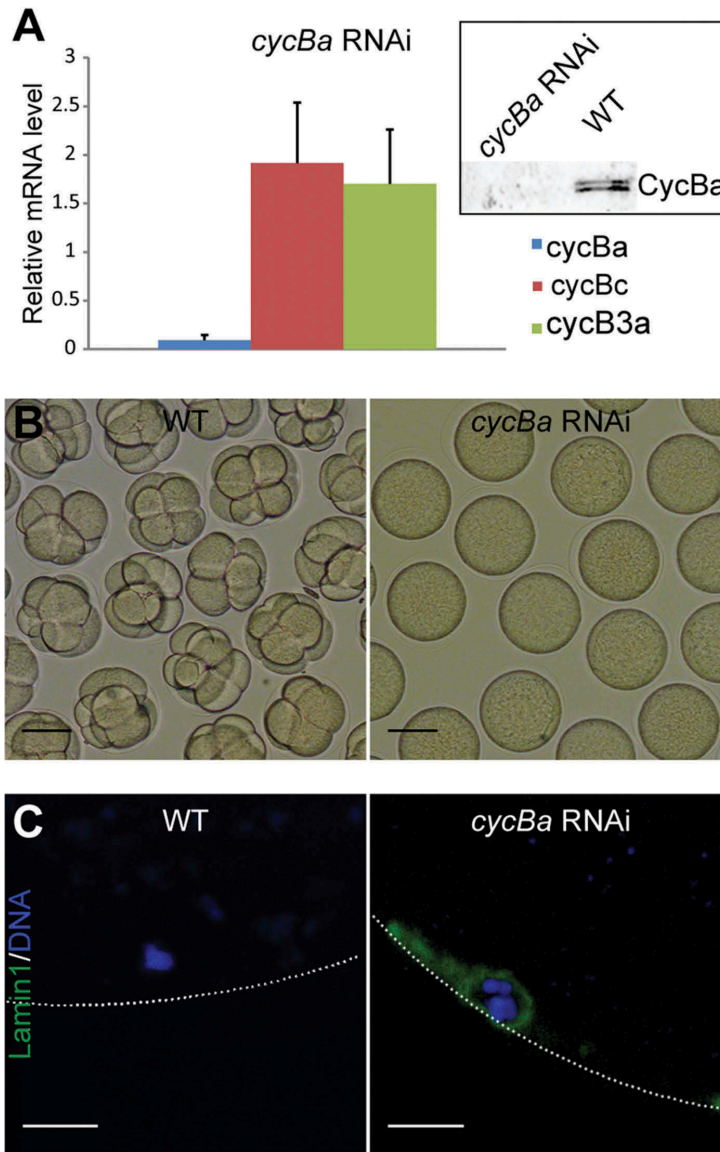 A
cycBa RNAi
Relative mRNA level
3
2.5
2
1.5
1
0.5
0
cycBa RNAi
WT
CycBa
cycBa
cycBc
cycB3a
B
WT
cycBa RNAi
C
WT
cycBa RNAi
Lamin1/DNA